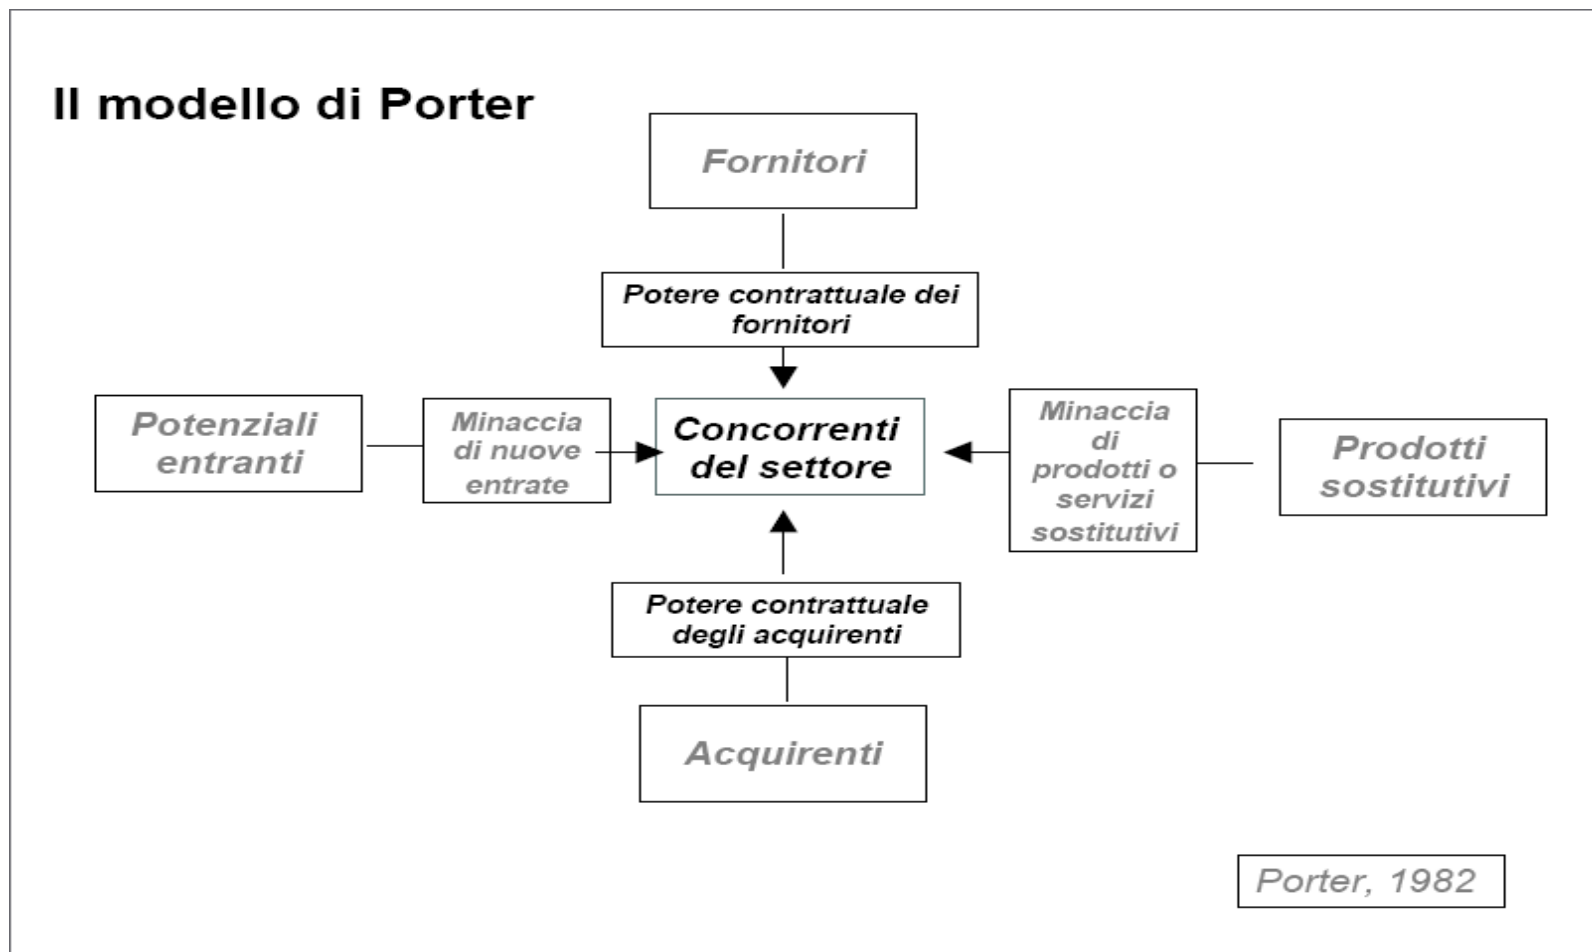 Il modello di Porter
Fornitori
Potere contrattuale dei
fornitori
Potenziali
entranti
Minaccia
di nuove
entrate
Concorrenti
del settore
Minaccia
di
prodotti o
servizi
sostitutivi
Prodotti
sostitutivi
Potere contrattuale
degli acquirenti
Acquirenti
Porter, 1982